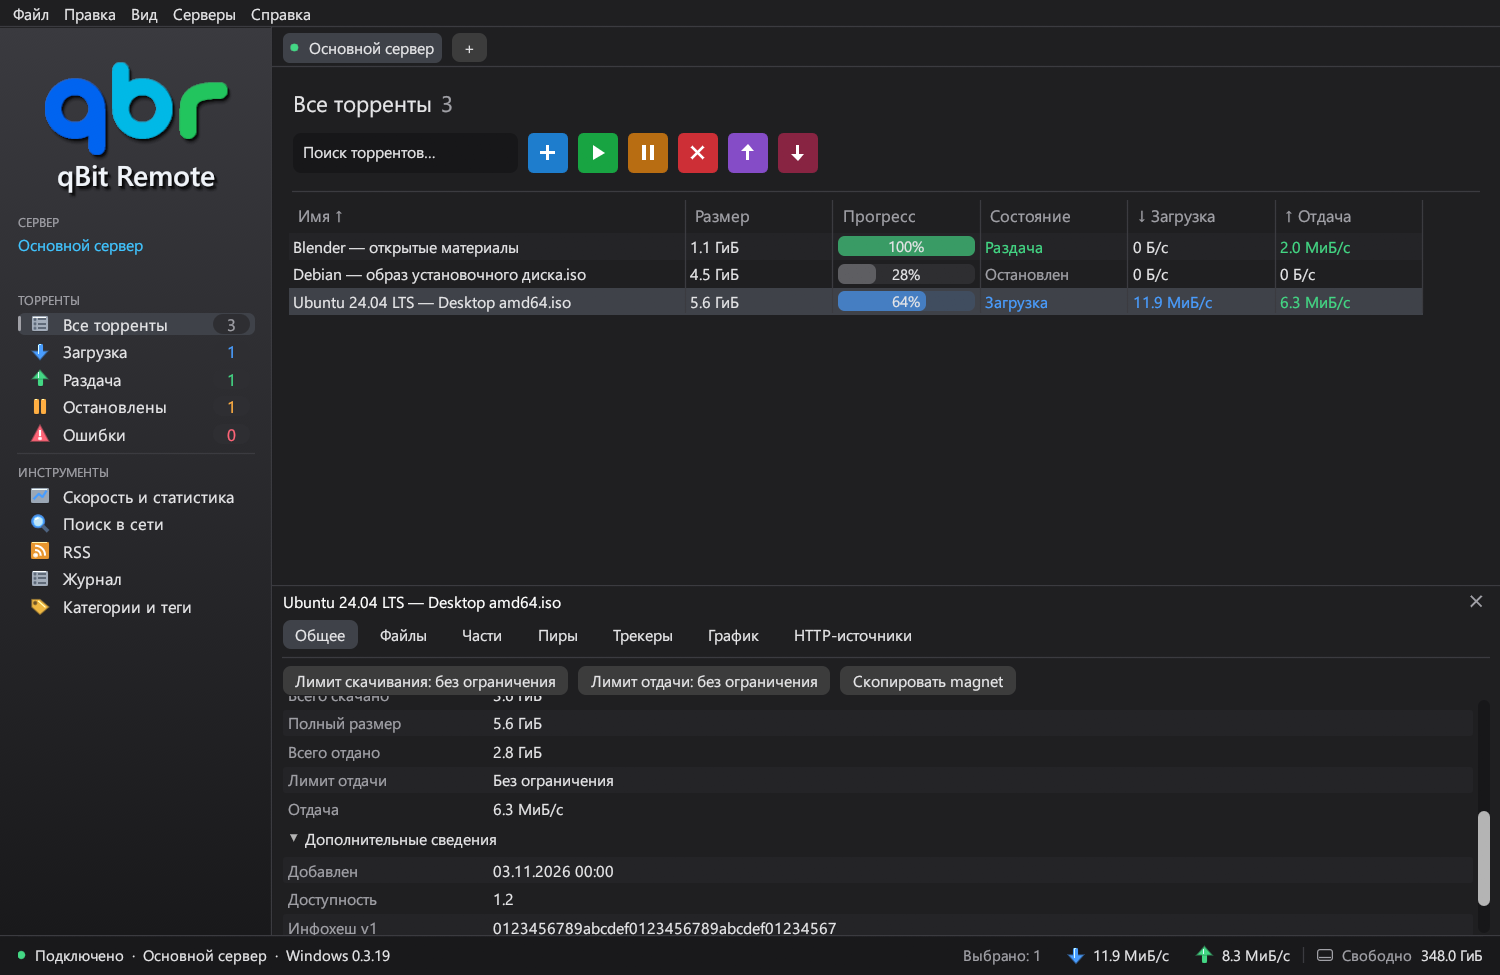 Файл Правка Вид Серверы Справка
qbr
qBit Remote
СЕРВЕР
Основной сервер
ТОРРЕНТЫ
Все торренты 3
Загрузка 1
Раздача 1
Остановлены 1
Ошибки 0
ИНСТРУМЕНТЫ
Скорость и статистика
Поиск в сети
RSS
Журнал
Категории и теги
Основной сервер +
Все торренты 3
Поиск торрентов...
Имя ↑ Размер Прогресс Состояние ↓ Загрузка ↑ Отдача
Blender — открытые материалы 1.1 ГиБ 100% Раздача 0 Б/с 2.0 МиБ/с
Debian — образ установочного диска.iso 4.5 ГиБ 28% Остановлен 0 Б/с 0 Б/с
Ubuntu 24.04 LTS — Desktop amd64.iso 5.6 ГиБ 64% Загрузка 11.9 МиБ/с 6.3 МиБ/с
Ubuntu 24.04 LTS — Desktop amd64.iso
Общее Файлы Части Пиры Трекеры График HTTP-источники
Лимит скачивания: без ограничения Лимит отдачи: без ограничения Скопировать magnet
Всего скачано 3.6 ГиБ
Полный размер 5.6 ГиБ
Всего отдано 2.8 ГиБ
Лимит отдачи Без ограничения
Отдача 6.3 МиБ/с
▼ Дополнительные сведения
Добавлен 03.11.2026 00:00
Доступность 1.2
Инфохеш v1 0123456789abcdef0123456789abcdef01234567
Подключено · Основной сервер · Windows 0.3.19 Выбрано: 1 11.9 МиБ/с 8.3 МиБ/с Свободно 348.0 ГиБ